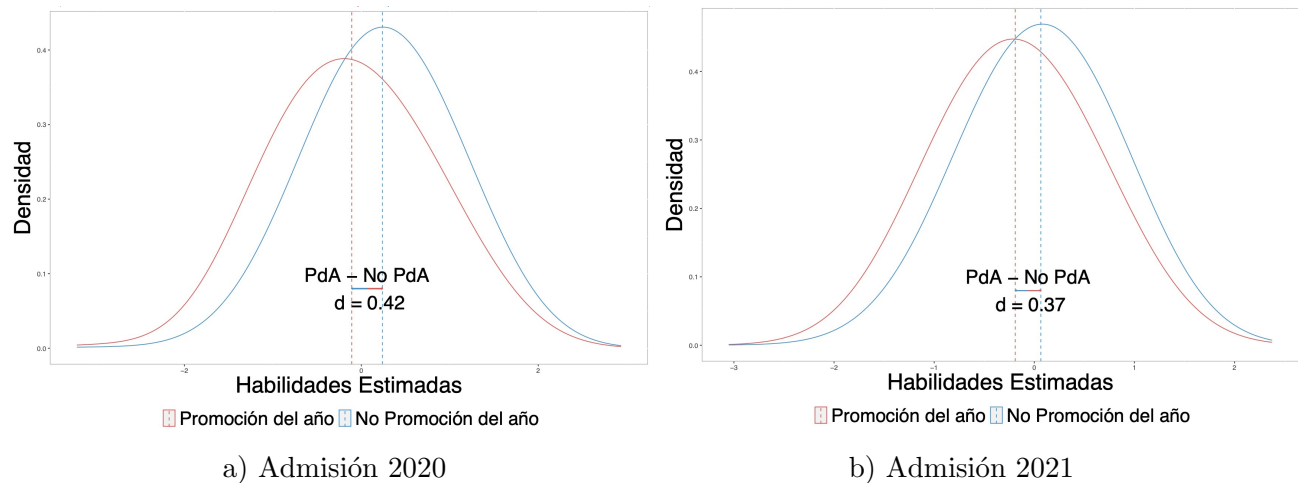 Densidad
0.4
0.3
0.2
0.1
0.0
PdA – No PdA
d = 0.42
-2
0
2
Habilidades Estimadas
Promoción del año No Promoción del año
a) Admisión 2020
Densidad
0.4
0.3
0.2
0.1
0.0
PdA – No PdA
d = 0.37
-3
-2
-1
0
1
2
Habilidades Estimadas
Promoción del año No Promoción del año
b) Admisión 2021